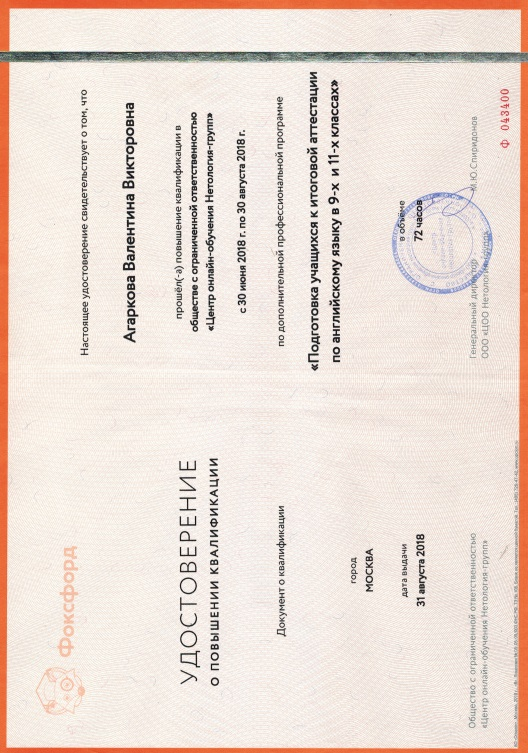 Фоксфорд
УДОСТОВЕРЕНИЕ
О ПОВЫШЕНИИ КВАЛИФИКАЦИИ
Документ о квалификации
город
МОСКВА
дата выдачи
31 августа 2018
Общество с ограниченной ответственностью
«Центр онлайн-обучения Нетология-групп»
Настоящее удостоверение свидетельствует о том, что
Агаркова Валентина Викторовна
прошёл(-а) повышение квалификации в
обществе с ограниченной ответственностью
«Центр онлайн-обучения Нетология-групп»
с 30 июня 2018 г. по 30 августа 2018 г.
по дополнительной профессиональной программе
«Подготовка учащихся к итоговой аттестации
по английскому языку в 9-х и 11-х классах»
в объеме
72 часов
Генеральный директор
ООО «ЦОО Нетология-групп»
М.Ю.Спиридонов
Ф 043400